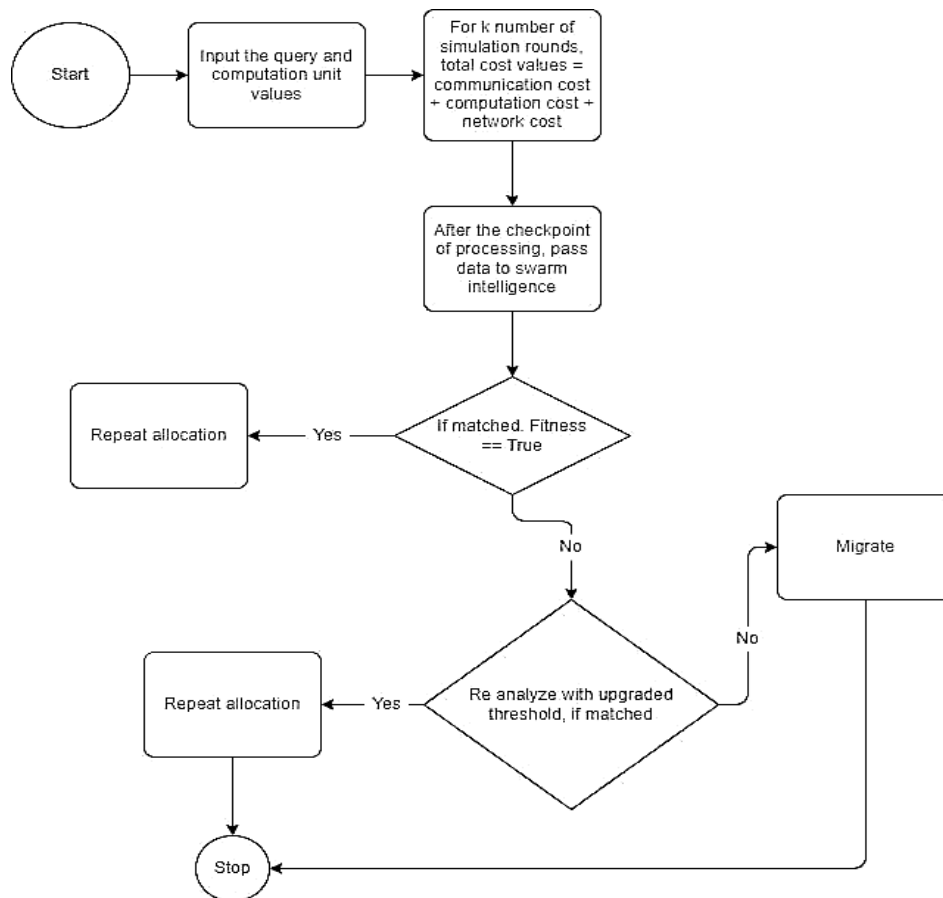 Start
Input the query and
computation unit
values
For k number of
simulation rounds,
total cost values =
communication cost
+ computation cost +
network cost
After the checkpoint
of processing, pass
data to swarm
intelligence
If matched. Fitness
== True
Yes
Repeat allocation
No
Migrate
No
Re analyze with upgraded
threshold, if matched
Yes
Repeat allocation
Stop